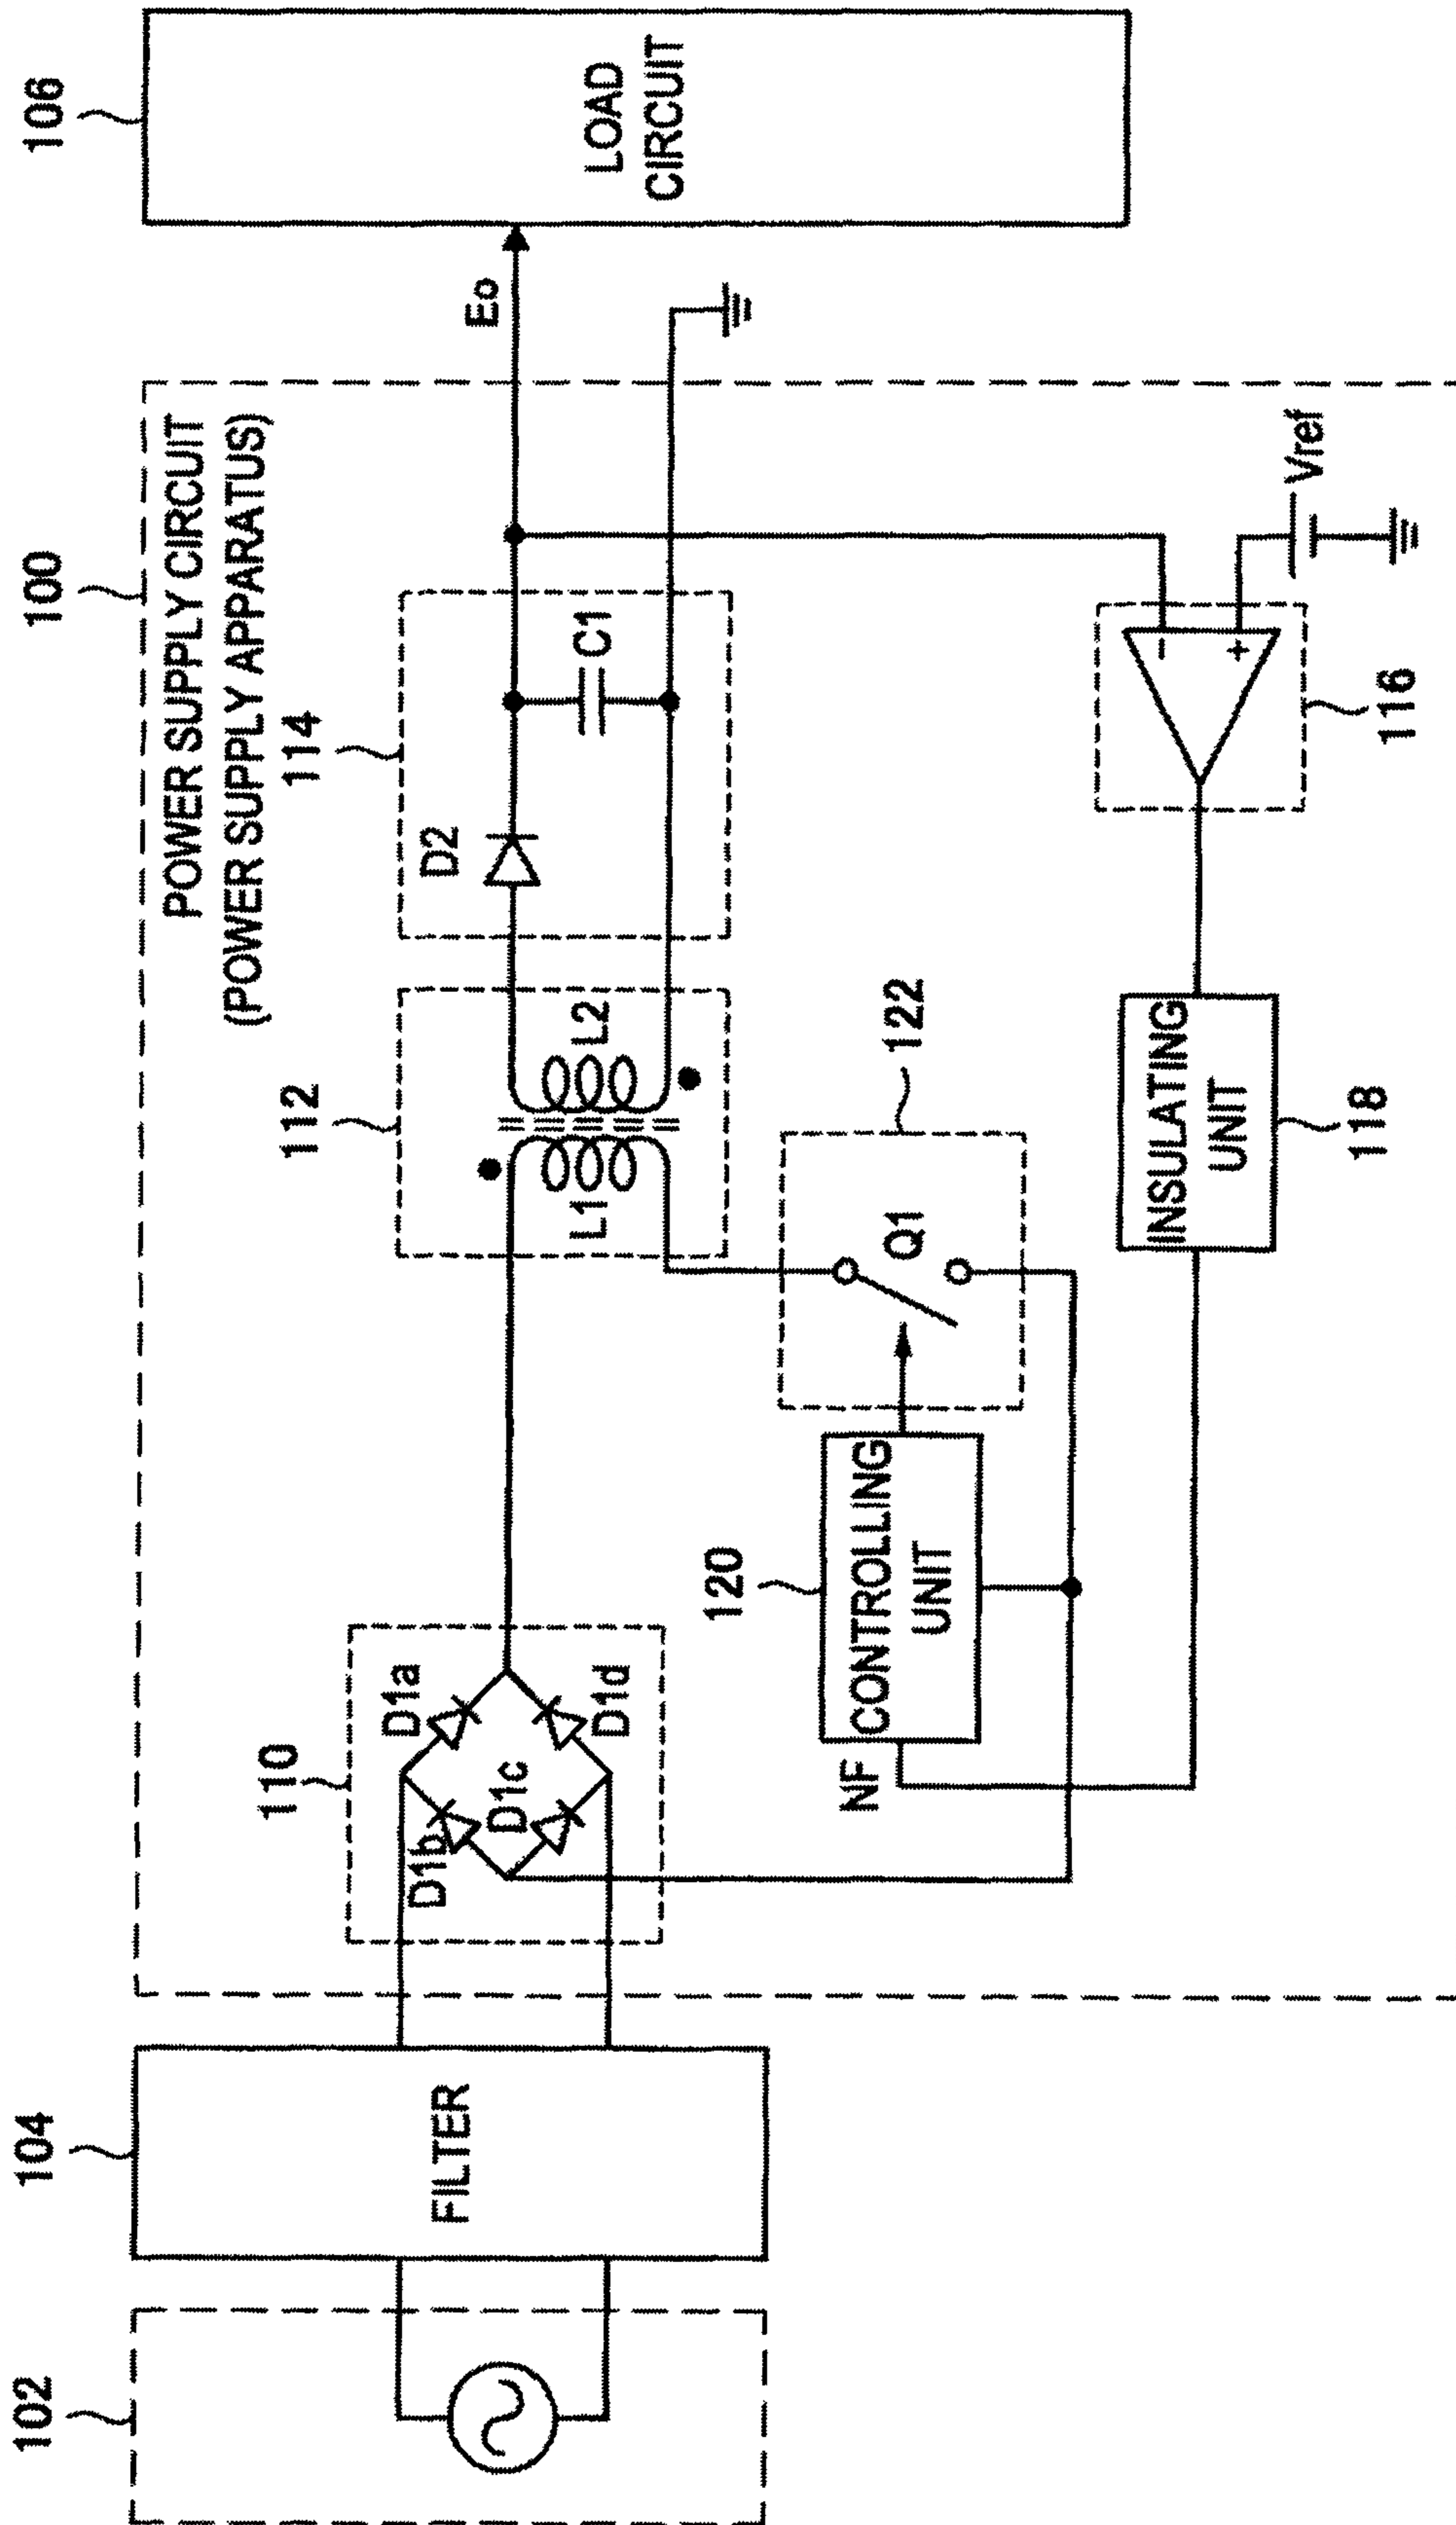 100
POWER SUPPLY CIRCUIT
(POWER SUPPLY APPARATUS)
102
104
FILTER
110
D1a
D1b
D1c
D1d
112
L1
L2
114
D2
C1
Eo
106
LOAD
CIRCUIT
120
CONTROLLING
UNIT
NF
122
Q1
118
INSULATING
UNIT
116
-
+
Vref